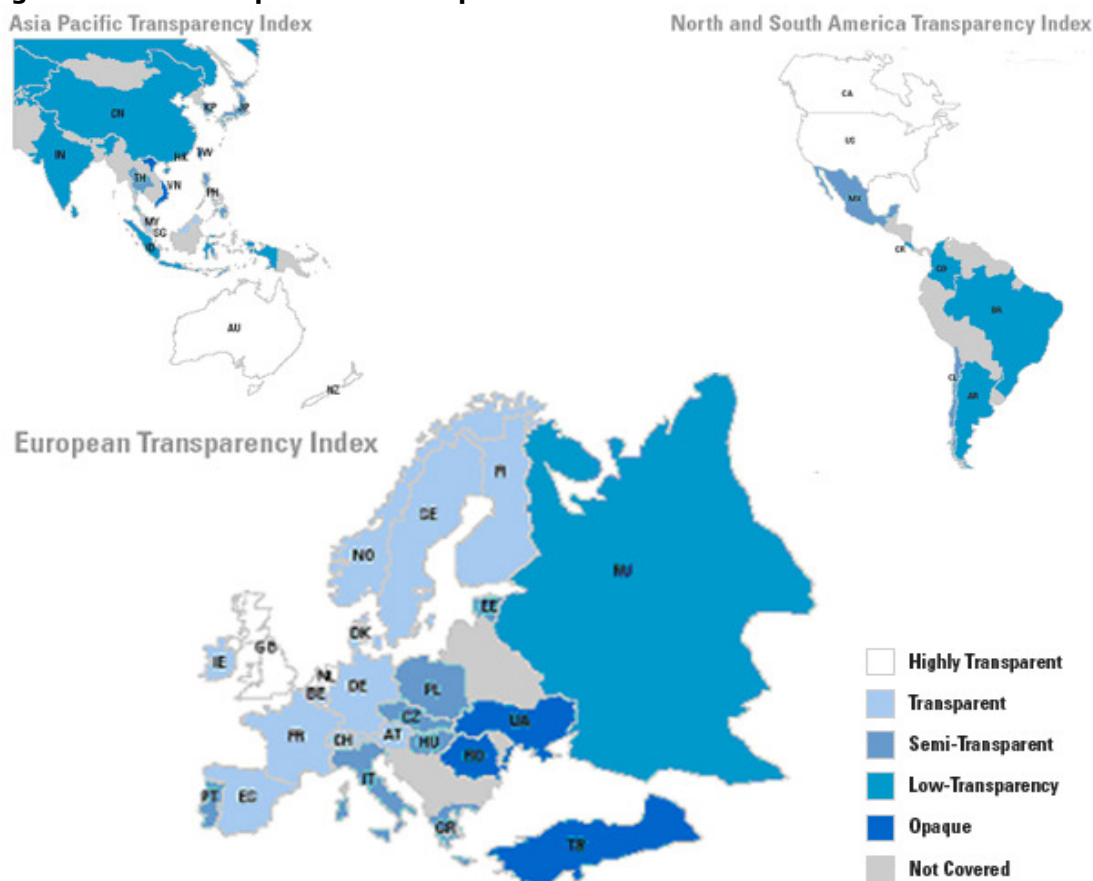 Asia Pacific Transparency Index
North and South America Transparency Index
CA
CN
JP
US
IN
HK
TW
TH
VN
PH
MX
MY
SG
ID
CR
CO
BR
AU
CL
AR
NZ
European Transparency Index
FI
SE
NO
RU
EE
DK
IE
GB
NL
BE
DE
PL
CZ
UA
FR
CH
AT
HU
RO
IT
PT
ES
GR
TR
Highly Transparent
Transparent
Semi-Transparent
Low-Transparency
Opaque
Not Covered